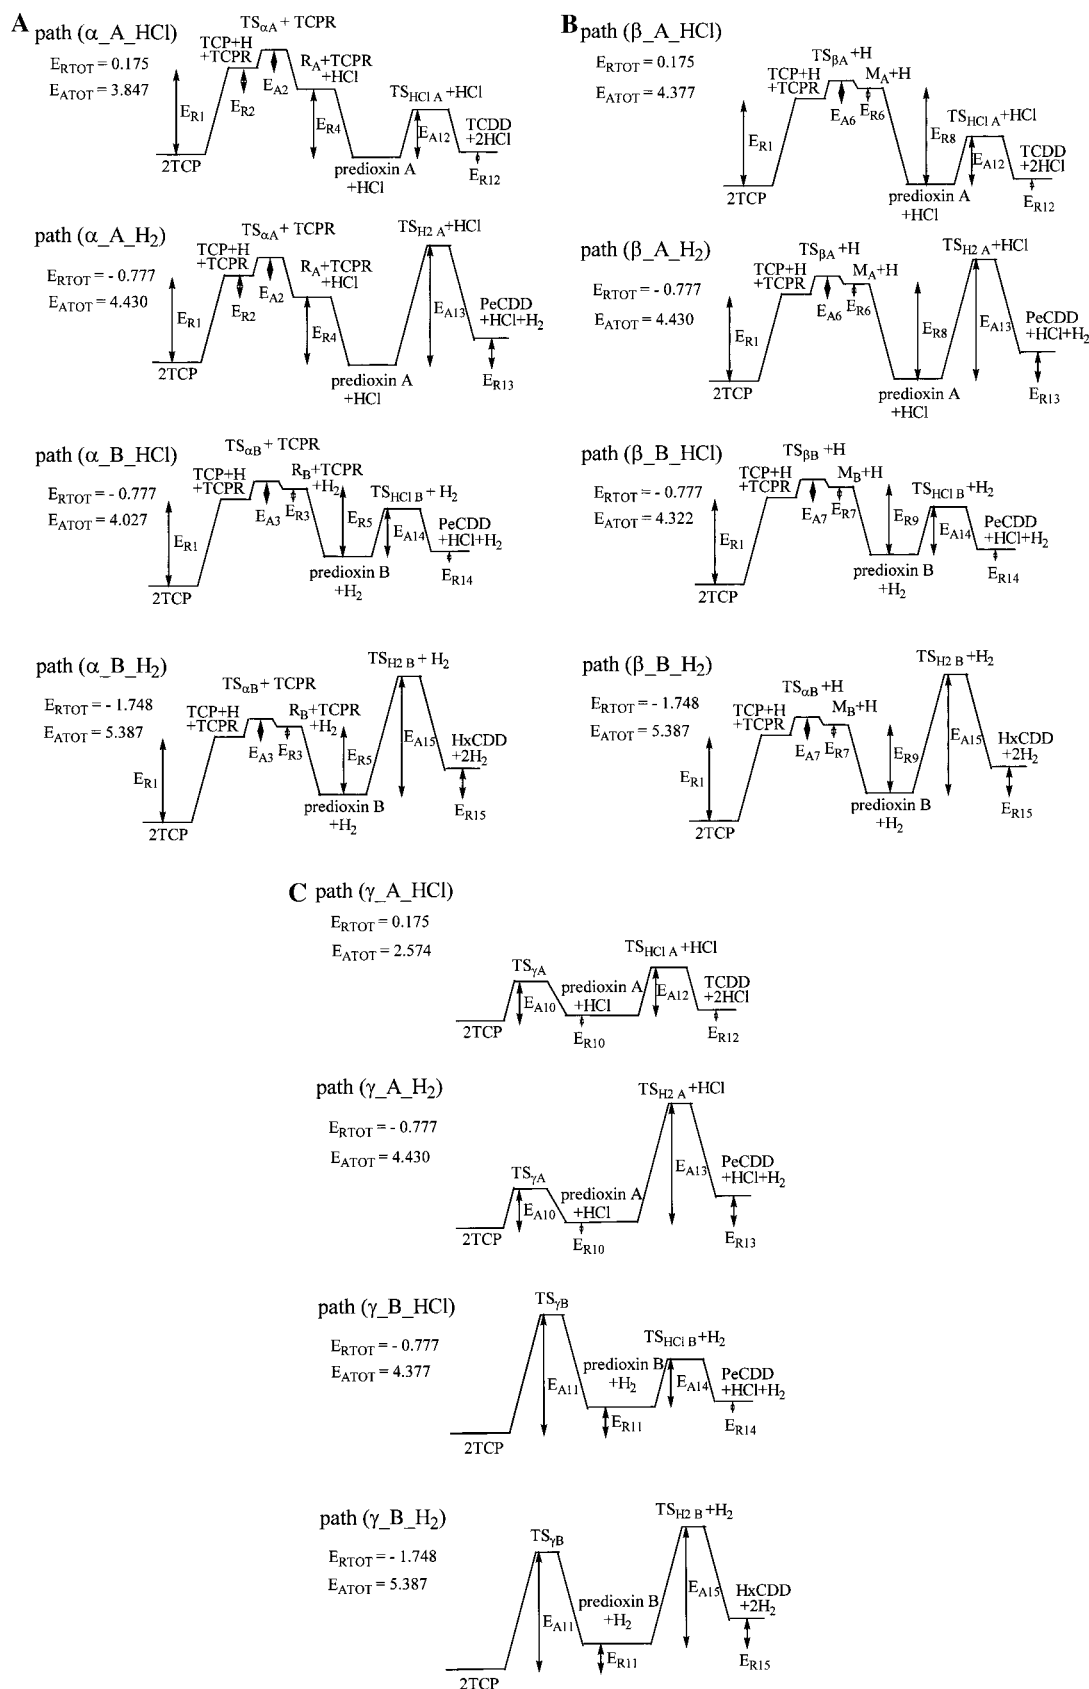 A
path (α_A_HCl)
E_RTOT = 0.175
E_ATOT = 3.847
TS_αA + TCPR
TCP+H
+TCPR
E_R1
E_R2
E_A2
R_A+TCPR
+HCl
E_R4
2TCP
predioxin A
+HCl
TS_HCl A +HCl
E_A12
TCDD
+2HCl
E_R12
path (α_A_H₂)
E_RTOT = - 0.777
E_ATOT = 4.430
TS_αA + TCPR
TCP+H
+TCPR
E_R1
E_R2
E_A2
R_A+TCPR
+HCl
E_R4
2TCP
predioxin A
+HCl
TS_H2 A +HCl
E_A13
PeCDD
+HCl+H₂
E_R13
path (α_B_HCl)
E_RTOT = - 0.777
E_ATOT = 4.027
TS_αB + TCPR
TCP+H
+TCPR
E_R1
E_A3
E_R3
R_B+TCPR
+H₂
E_R5
2TCP
predioxin B
+H₂
TS_HCl B + H₂
E_A14
PeCDD
+HCl+H₂
E_R14
path (α_B_H₂)
E_RTOT = - 1.748
E_ATOT = 5.387
TS_αB + TCPR
TCP+H
+TCPR
E_R1
E_A3
E_R3
R_B+TCPR
+H₂
E_R5
2TCP
predioxin B
+H₂
TS_H2 B + H₂
E_A15
HxCDD
+2H₂
E_R15
B
path (β_A_HCl)
E_RTOT = 0.175
E_ATOT = 4.377
TS_βA + H
TCP+H
+TCPR
E_R1
E_A6
E_R6
M_A+H
E_R8
2TCP
predioxin A
+HCl
TS_HCl A +HCl
E_A12
TCDD
+2HCl
E_R12
path (β_A_H₂)
E_RTOT = - 0.777
E_ATOT = 4.430
TS_βA +H
TCP+H
+TCPR
E_R1
E_A6
E_R6
M_A+H
E_R8
2TCP
predioxin A
+HCl
TS_H2 A +HCl
E_A13
PeCDD
+HCl+H₂
E_R13
path (β_B_HCl)
E_RTOT = - 0.777
E_ATOT = 4.322
TS_βB +H
TCP+H
+TCPR
E_R1
E_A7
E_R7
M_B+H
E_R9
2TCP
predioxin B
+H₂
TS_HCl B +H₂
E_A14
PeCDD
+HCl+H₂
E_R14
path (β_B_H₂)
E_RTOT = - 1.748
E_ATOT = 5.387
TS_αB +H
TCP+H
+TCPR
E_R1
E_A7
E_R7
M_B+H
E_R9
2TCP
predioxin B
+H₂
TS_H2 B +H₂
E_A15
HxCDD
+2H₂
E_R15
C
path (γ_A_HCl)
E_RTOT = 0.175
E_ATOT = 2.574
TS_γA
E_A10
2TCP
predioxin A
+HCl
E_R10
TS_HCl A +HCl
E_A12
TCDD
+2HCl
E_R12
path (γ_A_H₂)
E_RTOT = - 0.777
E_ATOT = 4.430
TS_γA
E_A10
2TCP
predioxin A
+HCl
E_R10
TS_H2 A +HCl
E_A13
PeCDD
+HCl+H₂
E_R13
path (γ_B_HCl)
E_RTOT = - 0.777
E_ATOT = 4.377
TS_γB
E_A11
2TCP
predioxin B
+H₂
E_R11
TS_HCl B +H₂
E_A14
PeCDD
+HCl+H₂
E_R14
path (γ_B_H₂)
E_RTOT = - 1.748
E_ATOT = 5.387
TS_γB
E_A11
2TCP
predioxin B
+H₂
E_R11
TS_H2 B +H₂
E_A15
HxCDD
+2H₂
E_R15